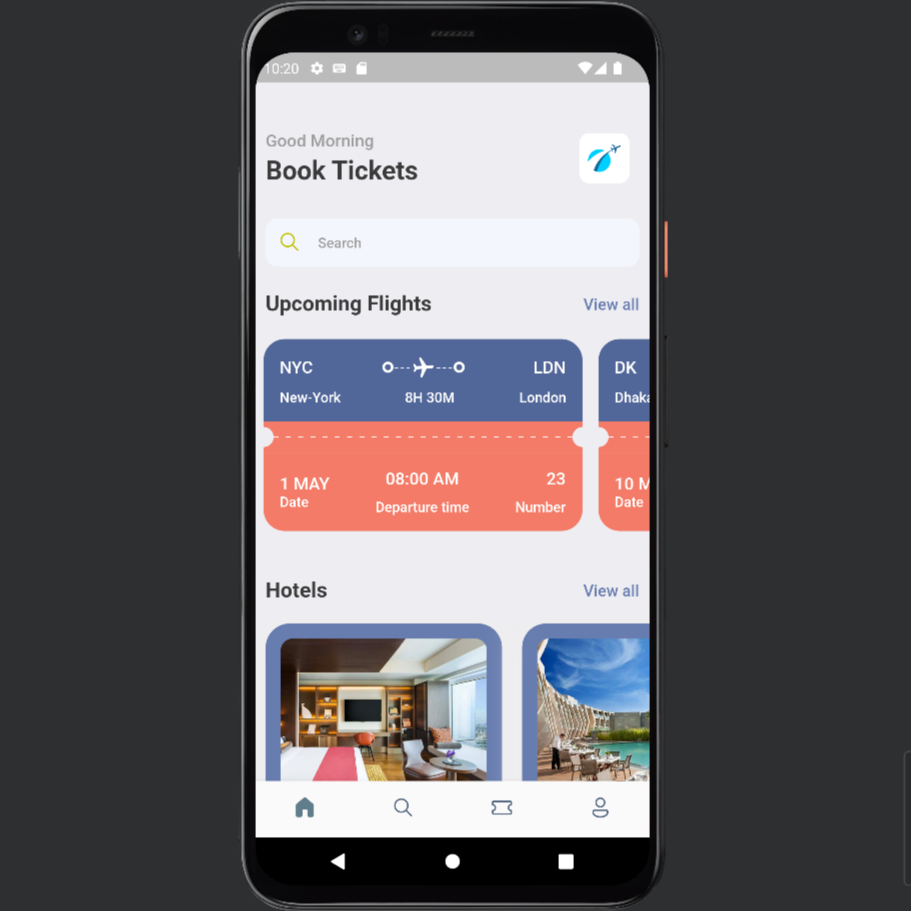 10:20
Good Morning
Book Tickets
Search
Upcoming Flights View all
NYC LDN DK
New-York 8H 30M London Dhaka
1 MAY 08:00 AM 23 10 M
Date Departure time Number Date
Hotels View all